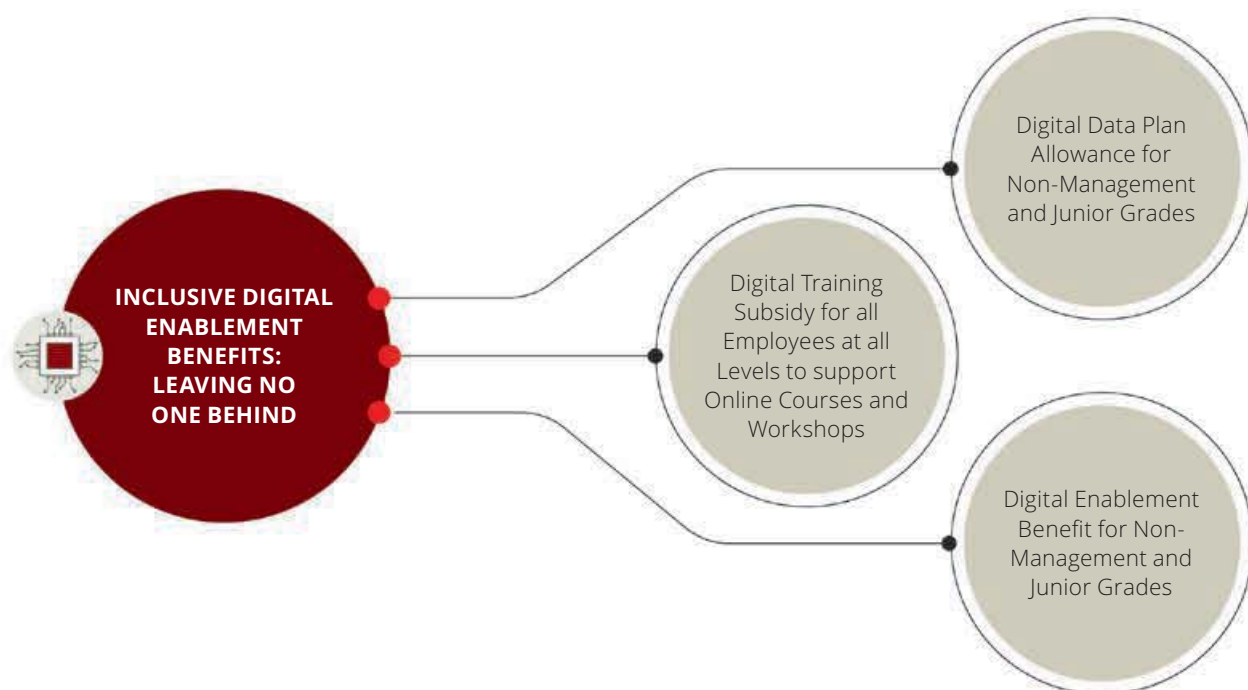 INCLUSIVE DIGITAL
ENABLEMENT
BENEFITS:
LEAVING NO
ONE BEHIND
Digital Data Plan
Allowance for
Non-Management
and Junior Grades
Digital Training
Subsidy for all
Employees at all
Levels to support
Online Courses and
Workshops
Digital Enablement
Benefit for Non-
Management and
Junior Grades